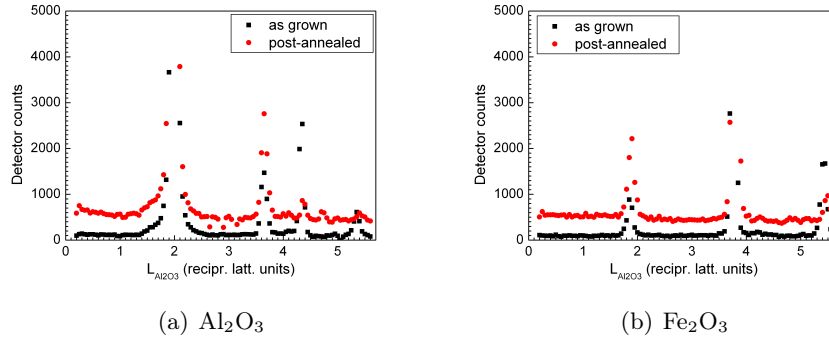 5000
4000
3000
2000
1000
0
Detector counts
as grown
post-annealed
0 1 2 3 4 5
L_Al2O3 (recipr. latt. units)
(a) Al₂O₃
5000
4000
3000
2000
1000
0
Detector counts
as grown
post-annealed
0 1 2 3 4 5
L_Al2O3 (recipr. latt. units)
(b) Fe₂O₃